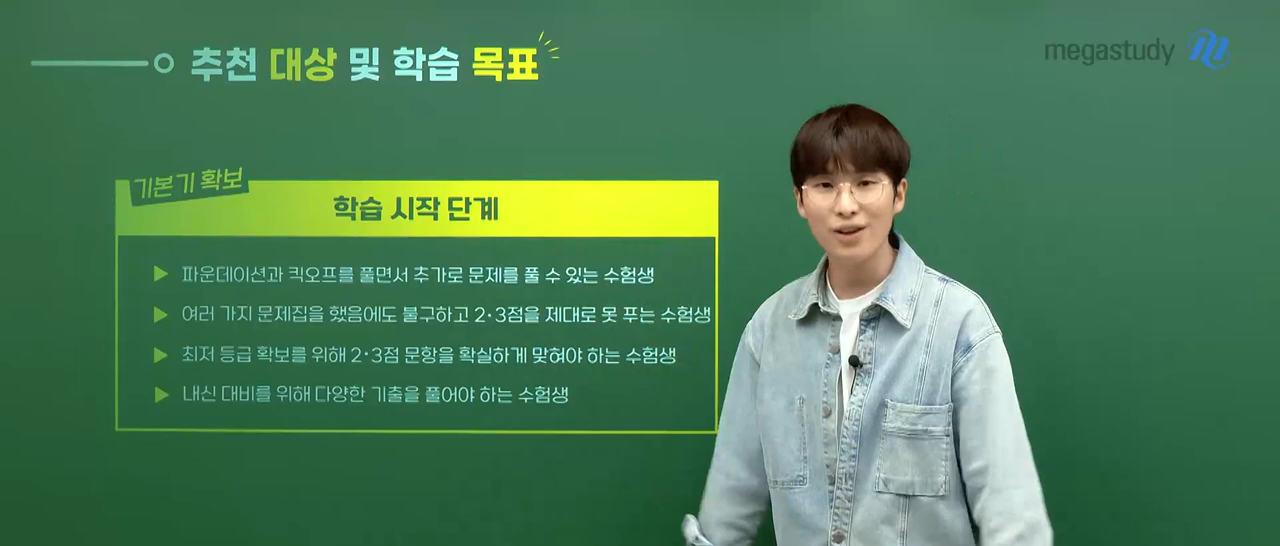 추천 대상 및 학습 목표
megastudy
기본기 확보
학습 시작 단계
파운데이션과 킥오프를 풀면서 추가로 문제를 풀 수 있는 수험생
여러 가지 문제집을 했음에도 불구하고 2·3점을 제대로 못 푸는 수험생
최저 등급 확보를 위해 2·3점 문항을 확실하게 맞혀야 하는 수험생
내신 대비를 위해 다양한 기출을 풀어야 하는 수험생